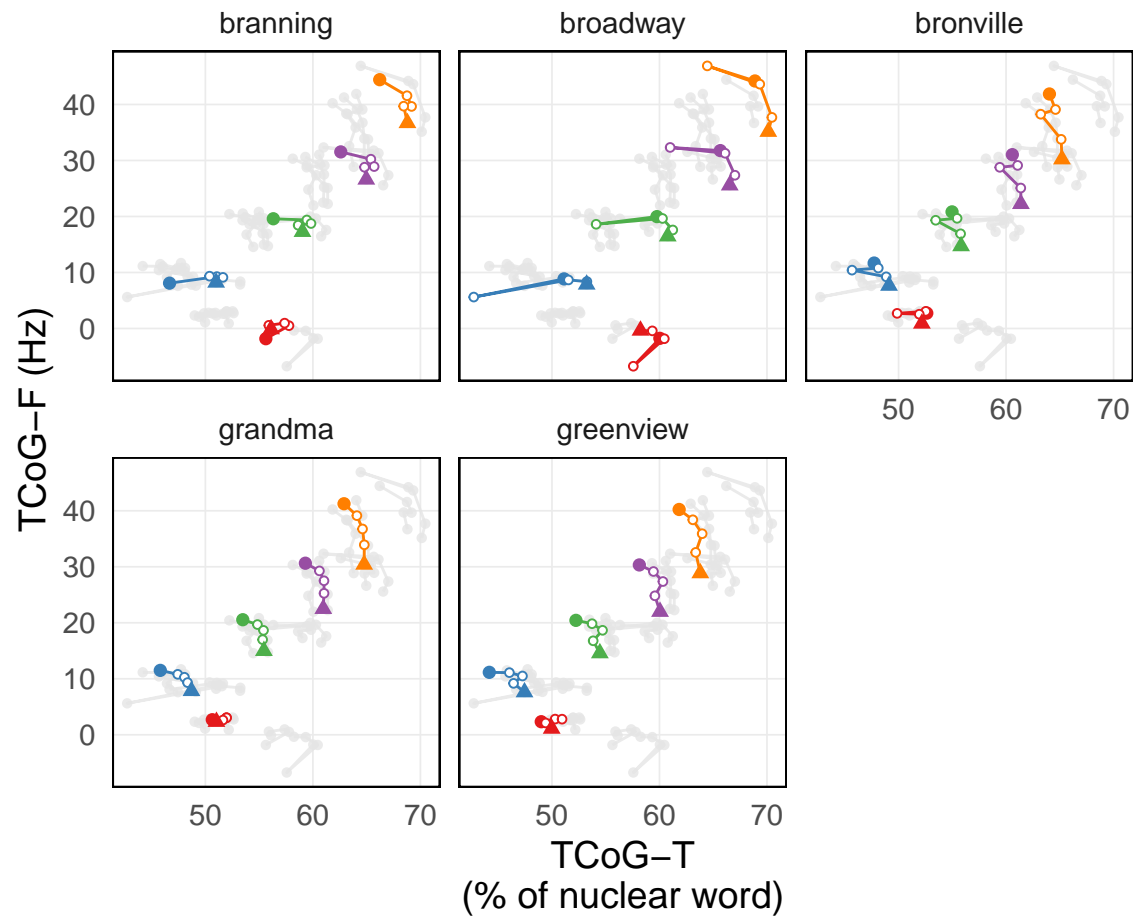 branning broadway bronville
40
30
20
10
0
50 60 70
grandma greenview
40
30
20
10
0
50 60 70 50 60 70
TCoG−F (Hz)
TCoG−T
(% of nuclear word)